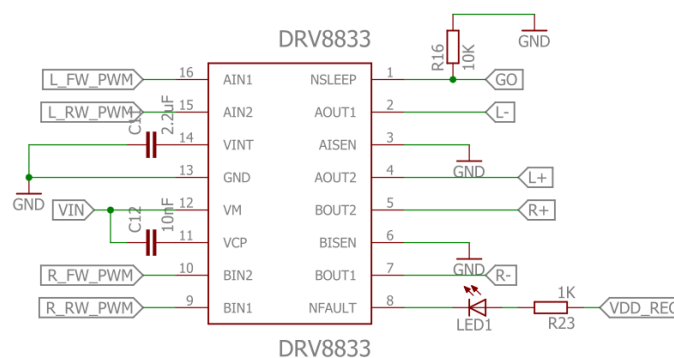 DRV8833
GND
R16
10K
L_FW_PWM
16
AIN1
NSLEEP
1
GO
L_RW_PWM
15
AIN2
AOUT1
2
L-
2.2uF
14
VINT
AISEN
3
GND
GND
13
GND
AOUT2
4
L+
VIN
C12
10nF
12
VM
BOUT2
5
R+
11
VCP
BISEN
6
GND
R_FW_PWM
10
BIN2
BOUT1
7
R-
R_RW_PWM
9
BIN1
NFAULT
8
LED1
1K
R23
DRV8833